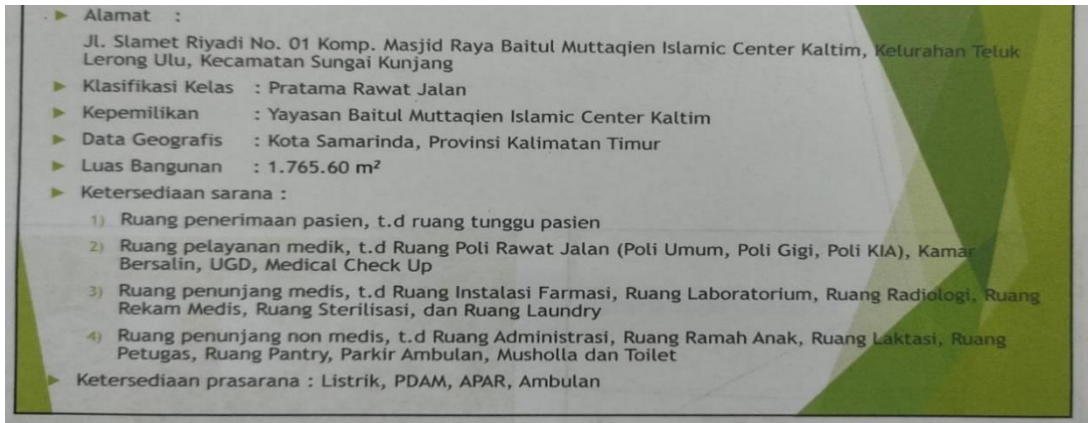 Alamat :
Jl. Slamet Riyadi No. 01 Komp. Masjid Raya Baitul Muttaqien Islamic Center Kaltim, Kelurahan Teluk
Lerong Ulu, Kecamatan Sungai Kunjang
Klasifikasi Kelas : Pratama Rawat Jalan
Kepemilikan : Yayasan Baitul Muttaqien Islamic Center Kaltim
Data Geografis : Kota Samarinda, Provinsi Kalimatan Timur
Luas Bangunan : 1.765.60 m²
Ketersediaan sarana :
1) Ruang penerimaan pasien, t.d ruang tunggu pasien
2) Ruang pelayanan medik, t.d Ruang Poli Rawat Jalan (Poli Umum, Poli Gigi, Poli KIA), Kamar
Bersalin, UGD, Medical Check Up
3) Ruang penunjang medis, t.d Ruang Instalasi Farmasi, Ruang Laboratorium, Ruang Radiologi, Ruang
Rekam Medis, Ruang Sterilisasi, dan Ruang Laundry
4) Ruang penunjang non medis, t.d Ruang Administrasi, Ruang Ramah Anak, Ruang Laktasi, Ruang
Petugas, Ruang Pantry, Parkir Ambulan, Musholla dan Toilet
Ketersediaan prasarana : Listrik, PDAM, APAR, Ambulan